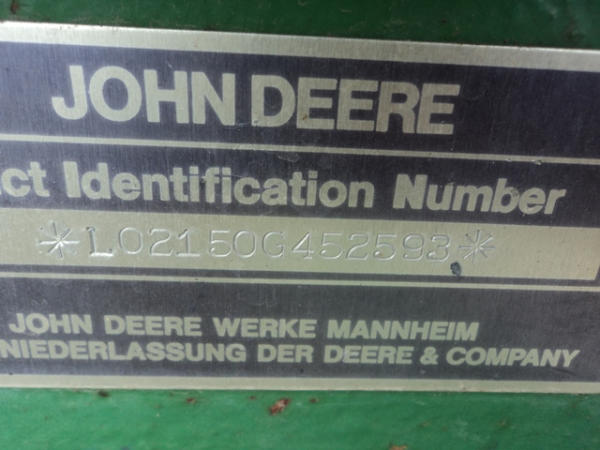 JOHN DEERE
ct Identification Number
*L02150G452593*
JOHN DEERE WERKE MANNHEIM
NIEDERLASSUNG DER DEERE & COMPANY